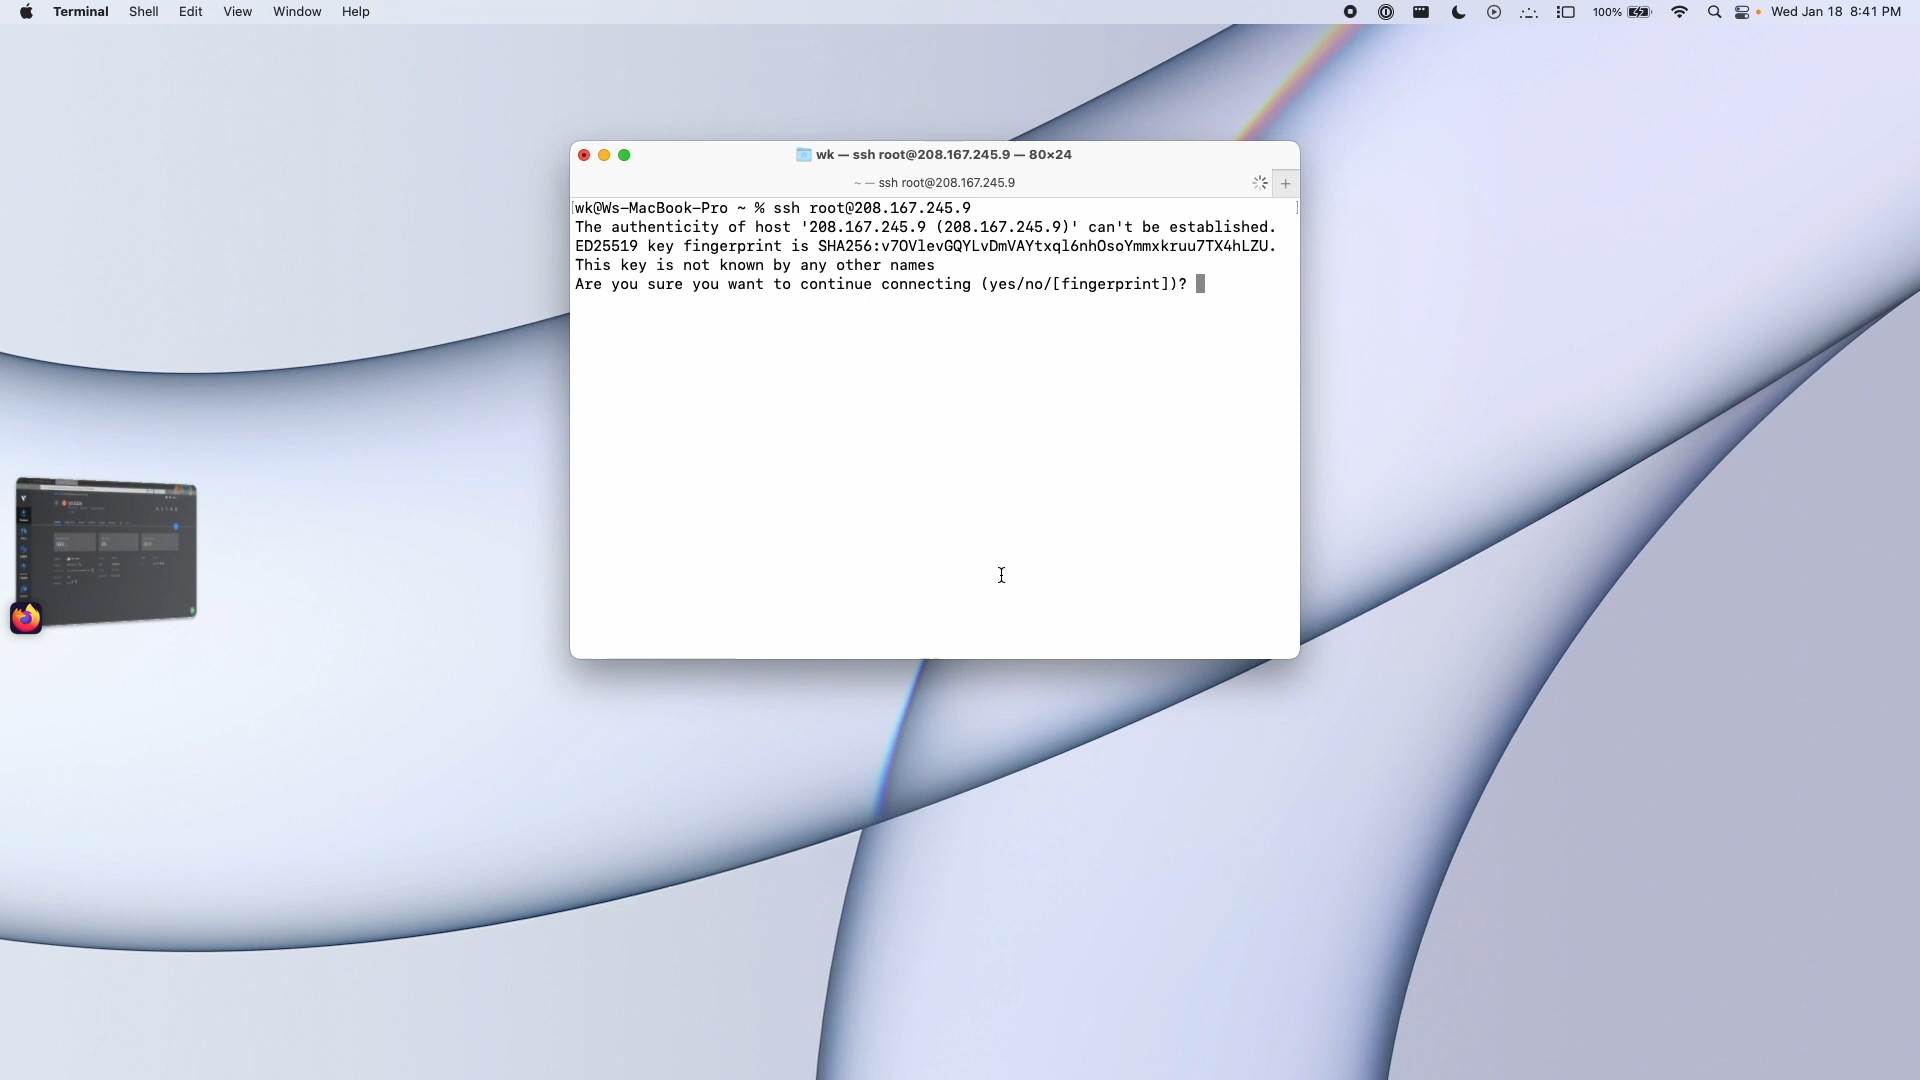 Terminal Shell Edit View Window Help 100% Wed Jan 18 8:41 PM
wk — ssh root@208.167.245.9 — 80×24
~ — ssh root@208.167.245.9
wk@Ws-MacBook-Pro ~ % ssh root@208.167.245.9
The authenticity of host '208.167.245.9 (208.167.245.9)' can't be established.
ED25519 key fingerprint is SHA256:v7OVlevGQYLvDmVAYtxql6nhOsoYmmxkruu7TX4hLZU.
This key is not known by any other names
Are you sure you want to continue connecting (yes/no/[fingerprint])?